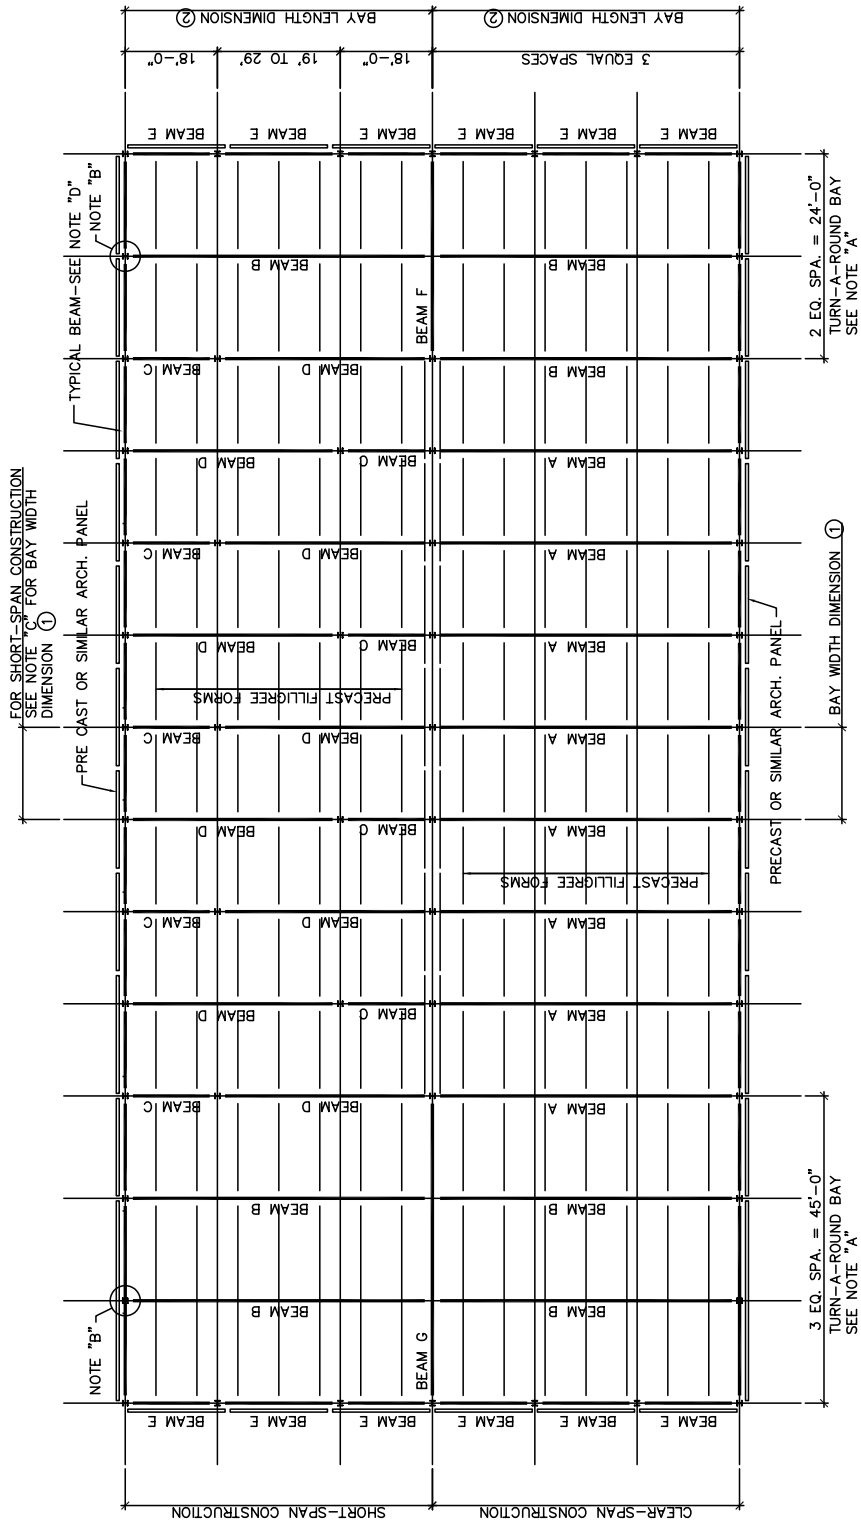 BAY LENGTH DIMENSION ②
BAY LENGTH DIMENSION ②
18'-0"
19' TO 29'
18'-0"
3 EQUAL SPACES
BEAM E
BEAM E
BEAM E
BEAM E
BEAM E
BEAM E
TYPICAL BEAM-SEE NOTE "D"
NOTE "B"
BEAM B
BEAM B
BEAM F
2 EQ. SPA. = 24'-0"
TURN-A-ROUND BAY
SEE NOTE "A"
BEAM C
BEAM D
BEAM B
BEAM D
BEAM C
BEAM A
FOR SHORT-SPAN CONSTRUCTION
SEE NOTE "C" FOR BAY WIDTH
DIMENSION ①
PRE CAST OR SIMILAR ARCH. PANEL
BEAM C
BEAM D
BEAM A
BAY WIDTH DIMENSION ①
PRECAST OR SIMILAR ARCH. PANEL
BEAM D
BEAM C
BEAM A
PRECAST FILLIGREE FORMS
BEAM C
BEAM D
BEAM A
BEAM D
BEAM C
BEAM A
PRECAST FILLIGREE FORMS
BEAM C
BEAM D
BEAM A
BEAM D
BEAM C
BEAM A
BEAM C
BEAM D
BEAM A
BEAM B
BEAM B
3 EQ. SPA. = 45'-0"
TURN-A-ROUND BAY
SEE NOTE "A"
NOTE "B"
BEAM B
BEAM B
BEAM G
BEAM E
BEAM E
BEAM E
BEAM E
BEAM E
BEAM E
SHORT-SPAN CONSTRUCTION
CLEAR-SPAN CONSTRUCTION